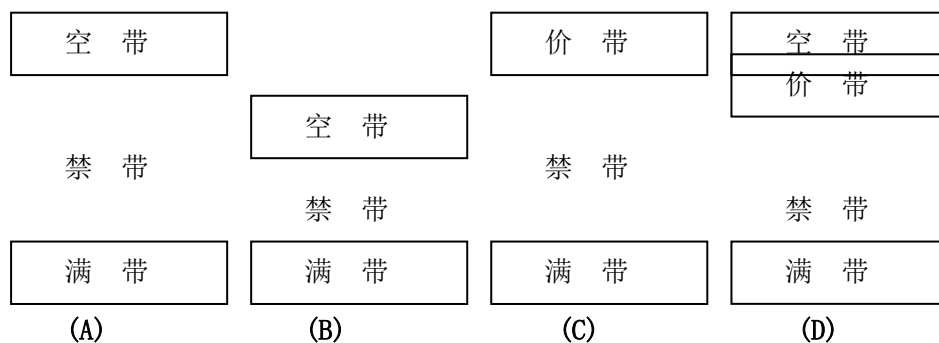 空 带 价 带 空 带
价 带
空 带
禁 带 禁 带
禁 带 禁 带
满 带 满 带 满 带 满 带
(A) (B) (C) (D)